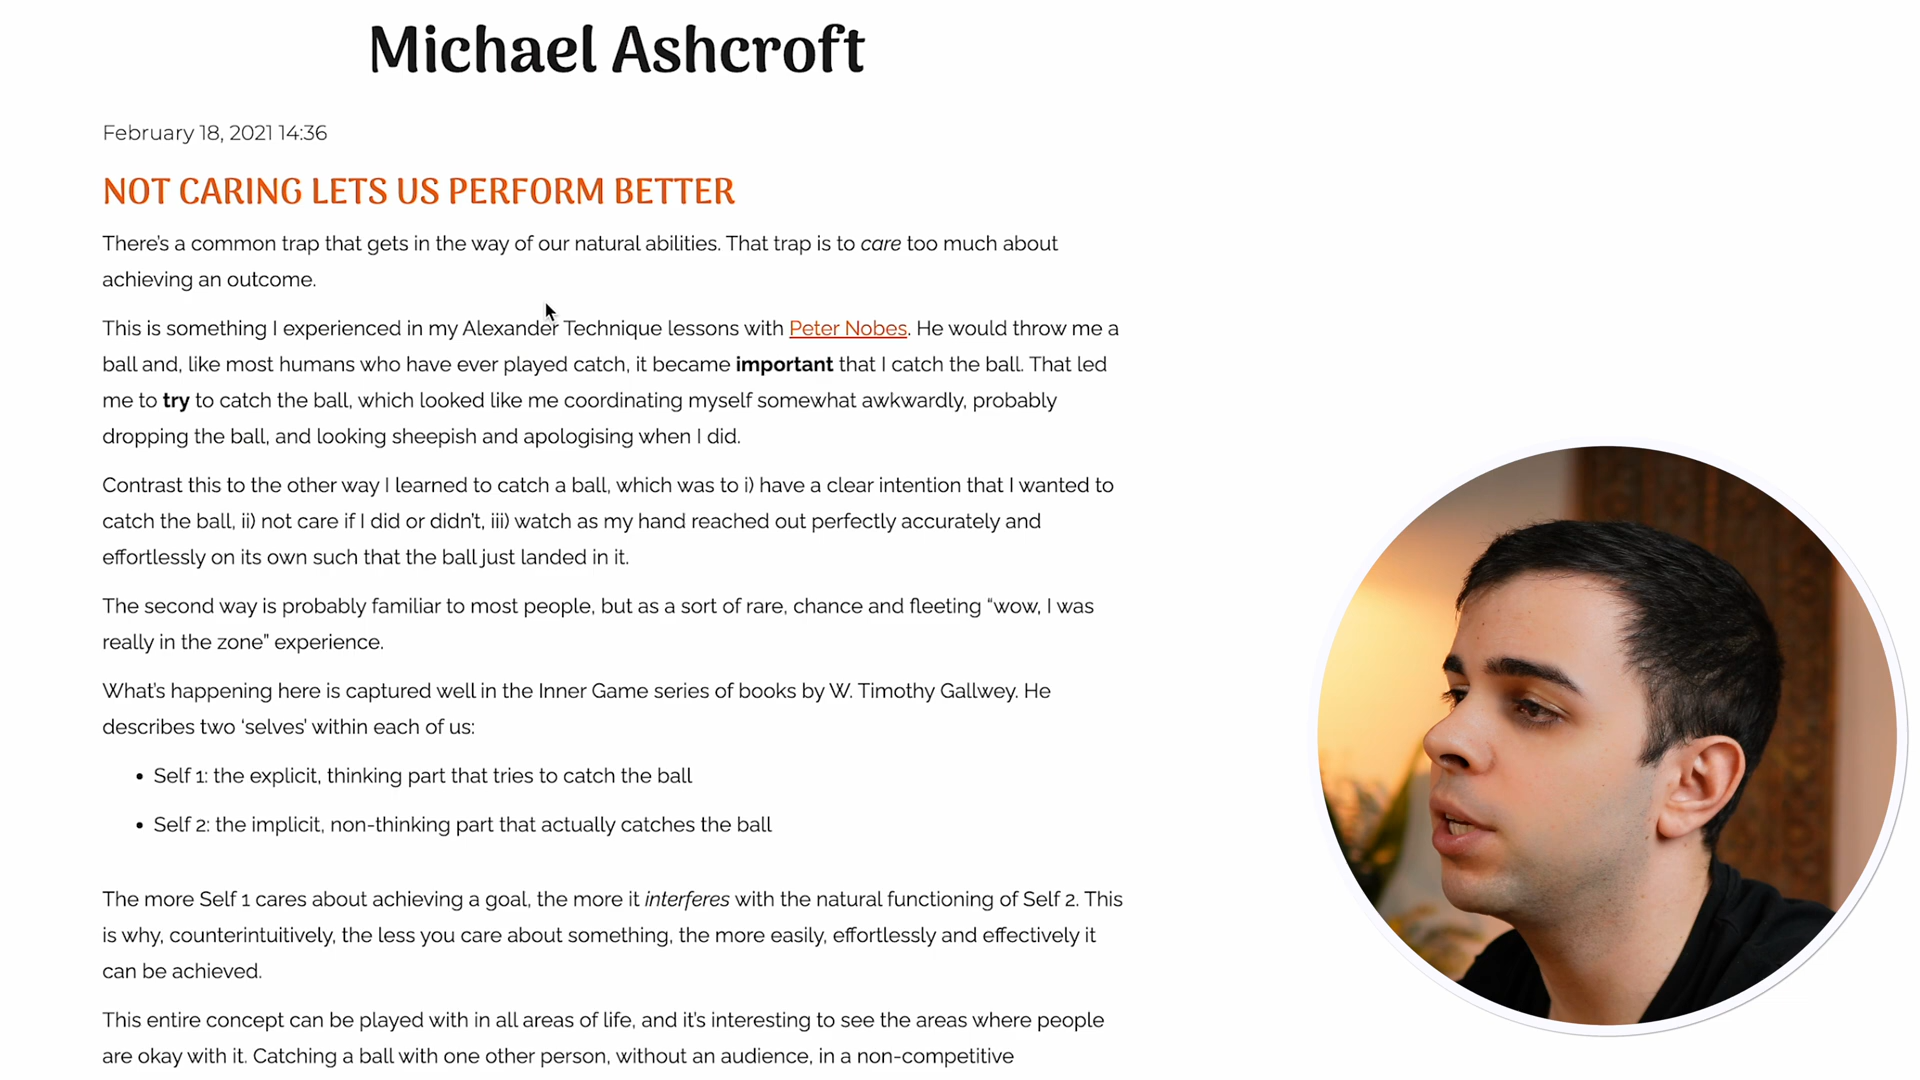 Michael Ashcroft
February 18, 2021 14:36
NOT CARING LETS US PERFORM BETTER
There's a common trap that gets in the way of our natural abilities. That trap is to care too much about
achieving an outcome.
This is something I experienced in my Alexander Technique lessons with Peter Nobes. He would throw me a
ball and, like most humans who have ever played catch, it became important that I catch the ball. That led
me to try to catch the ball, which looked like me coordinating myself somewhat awkwardly, probably
dropping the ball, and looking sheepish and apologising when I did.
Contrast this to the other way I learned to catch a ball, which was to i) have a clear intention that I wanted to
catch the ball, ii) not care if I did or didn't, iii) watch as my hand reached out perfectly accurately and
effortlessly on its own such that the ball just landed in it.
The second way is probably familiar to most people, but as a sort of rare, chance and fleeting “wow, I was
really in the zone” experience.
What's happening here is captured well in the Inner Game series of books by W. Timothy Gallwey. He
describes two ‘selves’ within each of us:
• Self 1: the explicit, thinking part that tries to catch the ball
• Self 2: the implicit, non-thinking part that actually catches the ball
The more Self 1 cares about achieving a goal, the more it interferes with the natural functioning of Self 2. This
is why, counterintuitively, the less you care about something, the more easily, effortlessly and effectively it
can be achieved.
This entire concept can be played with in all areas of life, and it's interesting to see the areas where people
are okay with it. Catching a ball with one other person, without an audience, in a non-competitive